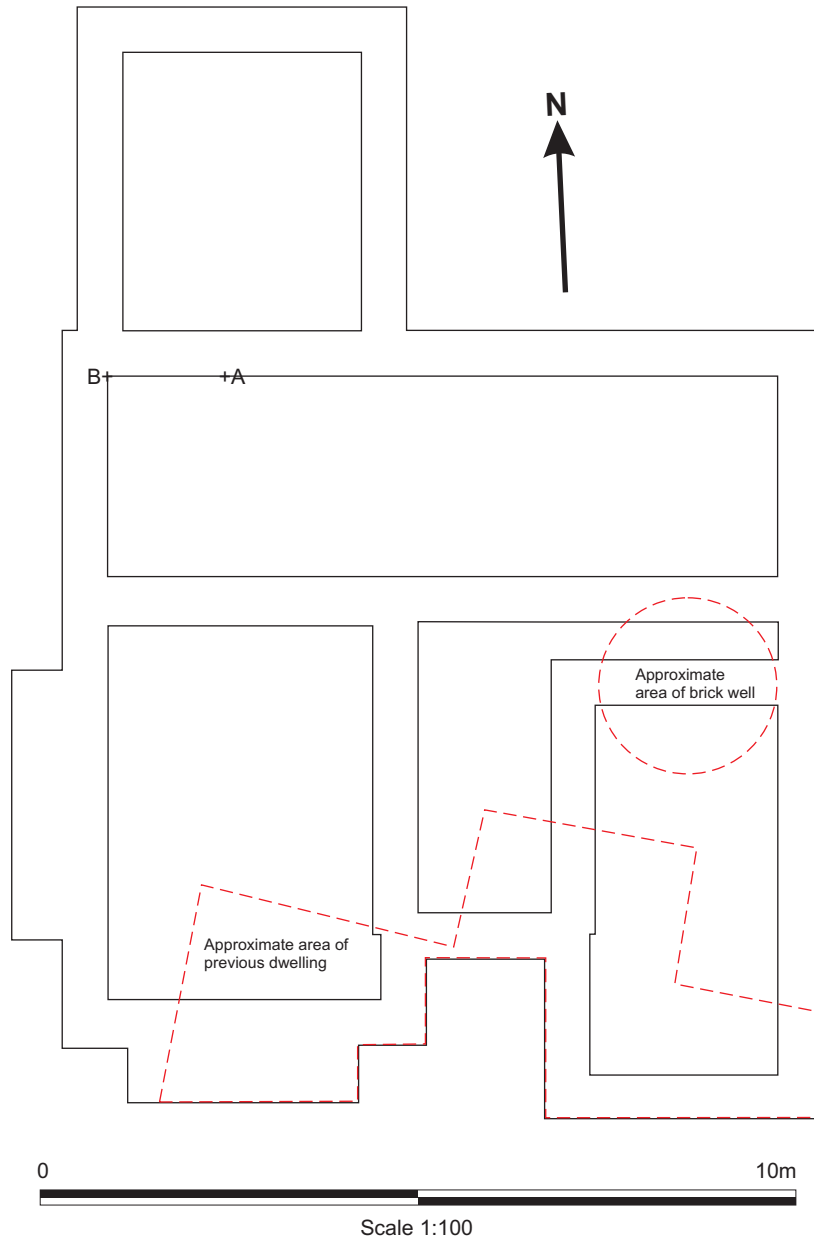 N
B
A
Approximate
area of brick well
Approximate area of
previous dwelling
0 10m
Scale 1:100